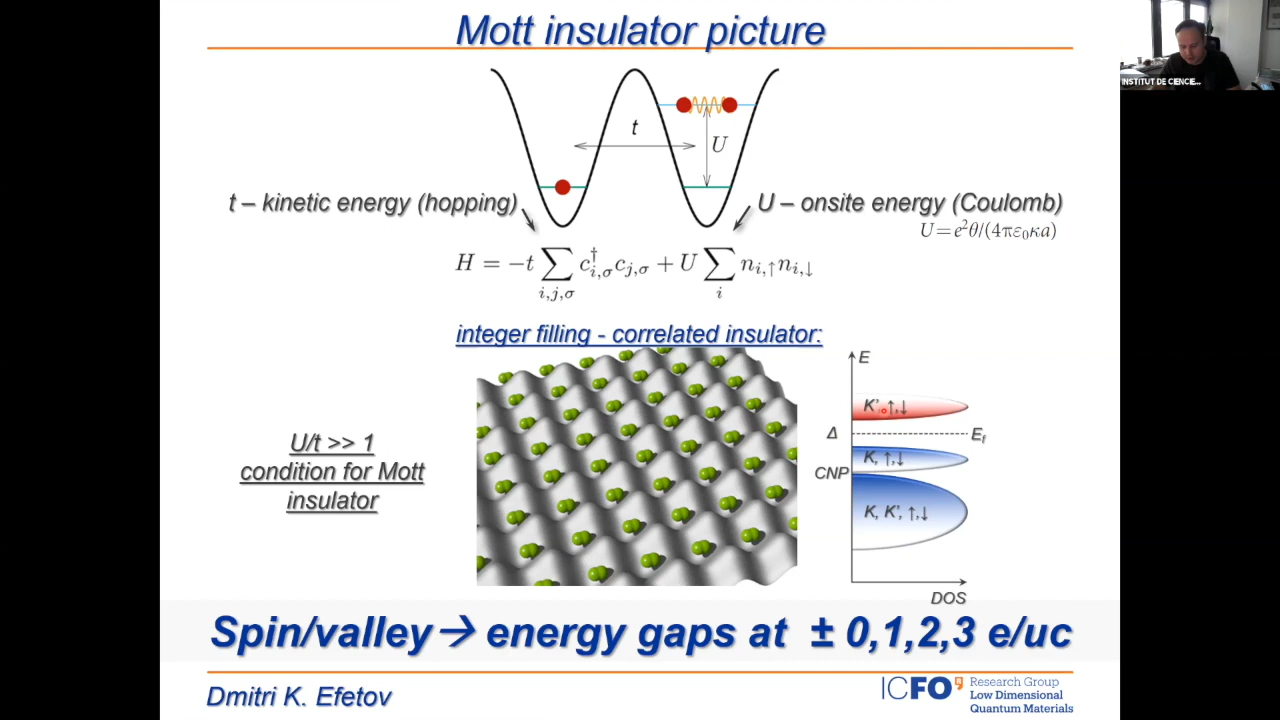 Mott insulator picture
INSTITUT DE CIENCIE...
t
U
t – kinetic energy (hopping)
U – onsite energy (Coulomb)
U = e²θ/(4πε₀κa)
H = −t ∑ c†_{i,σ} c_{j,σ} + U ∑ n_{i,↑} n_{i,↓}
i,j,σ i
integer filling - correlated insulator:
E
K', ↑,↓
Δ
E_f
K, ↑,↓
CNP
K, K', ↑,↓
DOS
U/t >> 1
condition for Mott
insulator
Spin/valley→ energy gaps at ± 0,1,2,3 e/uc
Dmitri K. Efetov
ICFO
Research Group
Low Dimensional
Quantum Materials